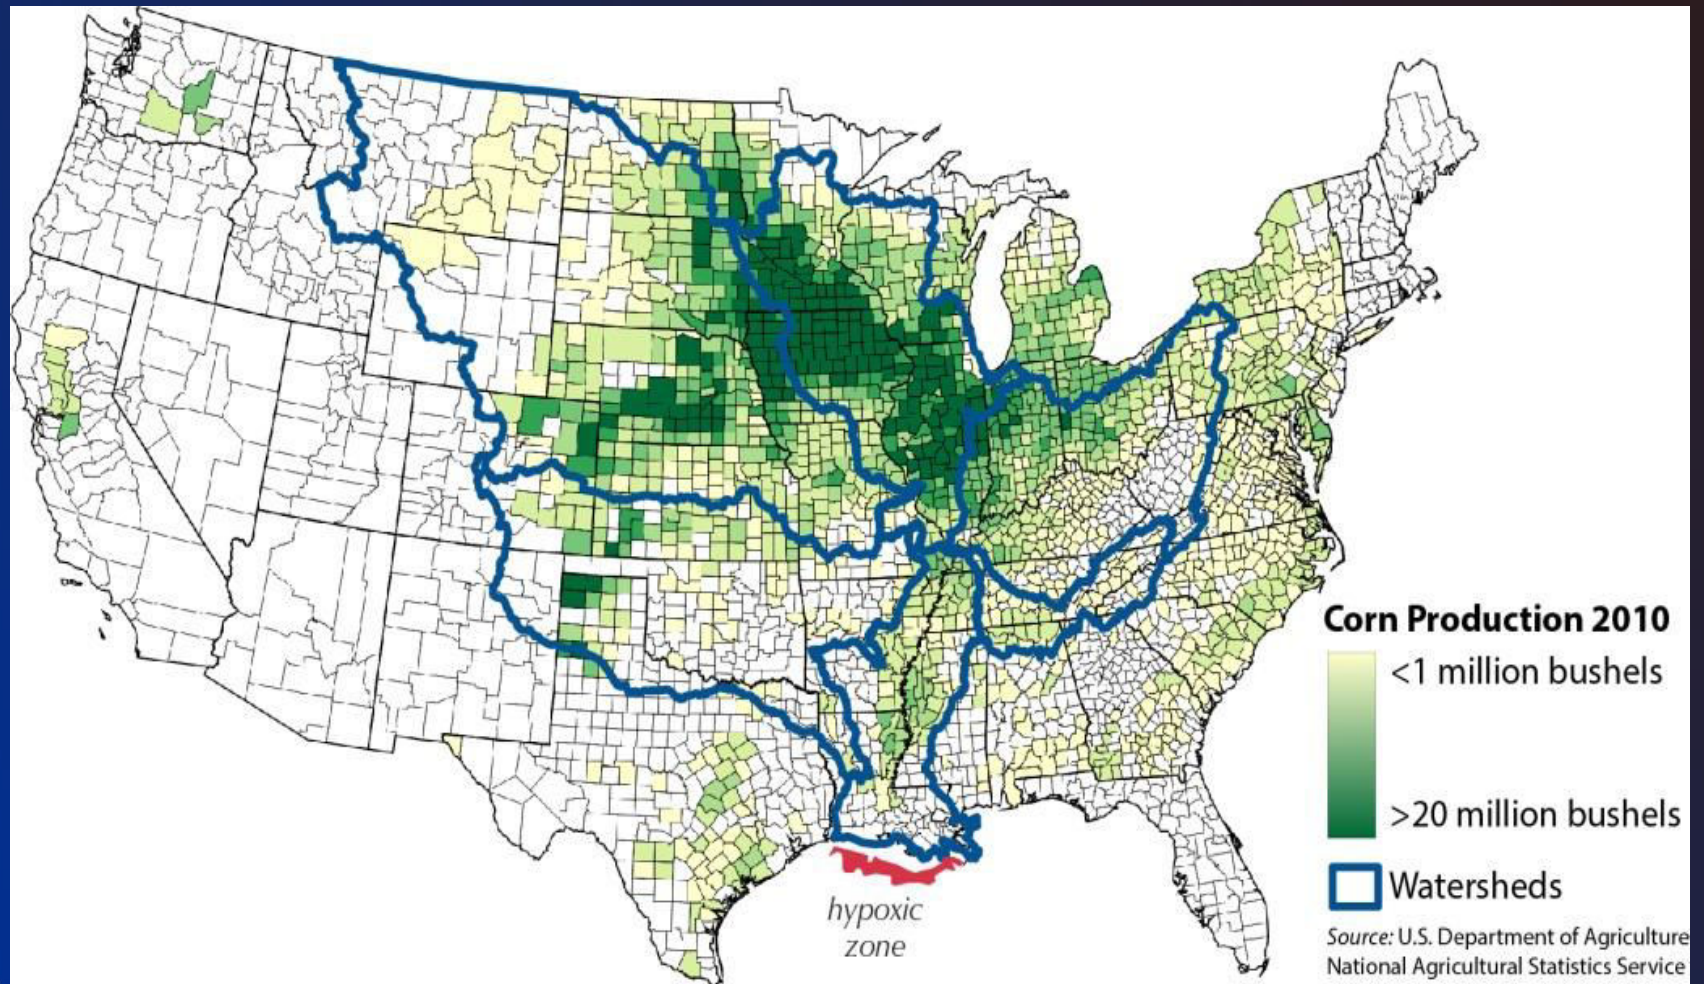 Corn Production 2010
<1 million bushels
>20 million bushels
Watersheds
hypoxic
zone
Source: U.S. Department of Agriculture
National Agricultural Statistics Service